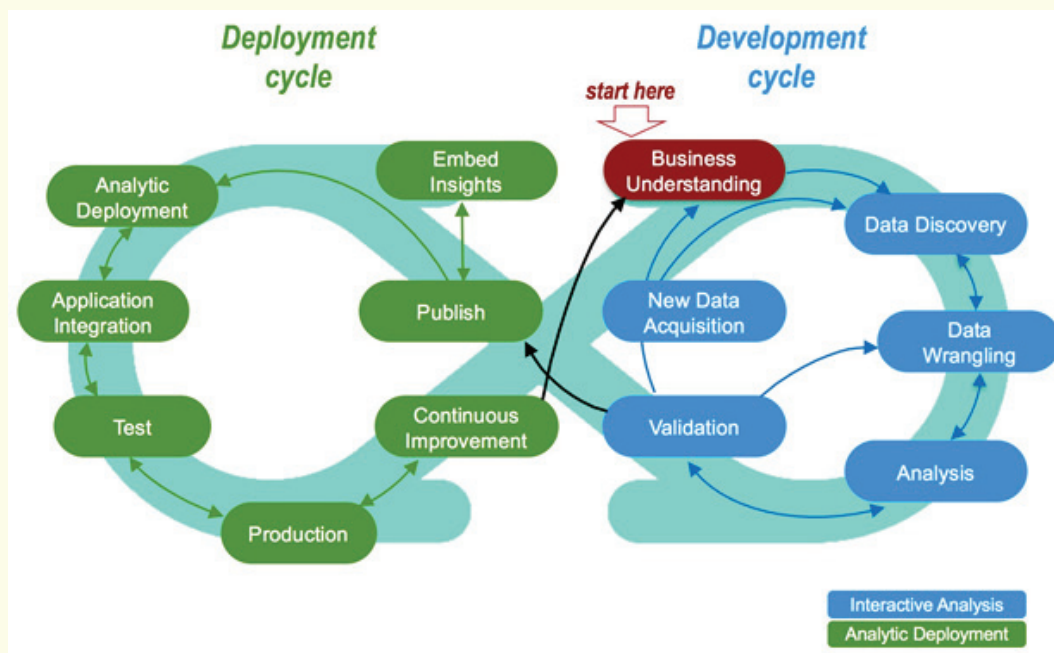 Deployment
cycle
Development
cycle
start here
Embed
Insights
Business
Understanding
Analytic
Deployment
Data Discovery
Application
Integration
Publish
New Data
Acquisition
Data
Wrangling
Test
Continuous
Improvement
Validation
Analysis
Production
Interactive Analysis
Analytic Deployment